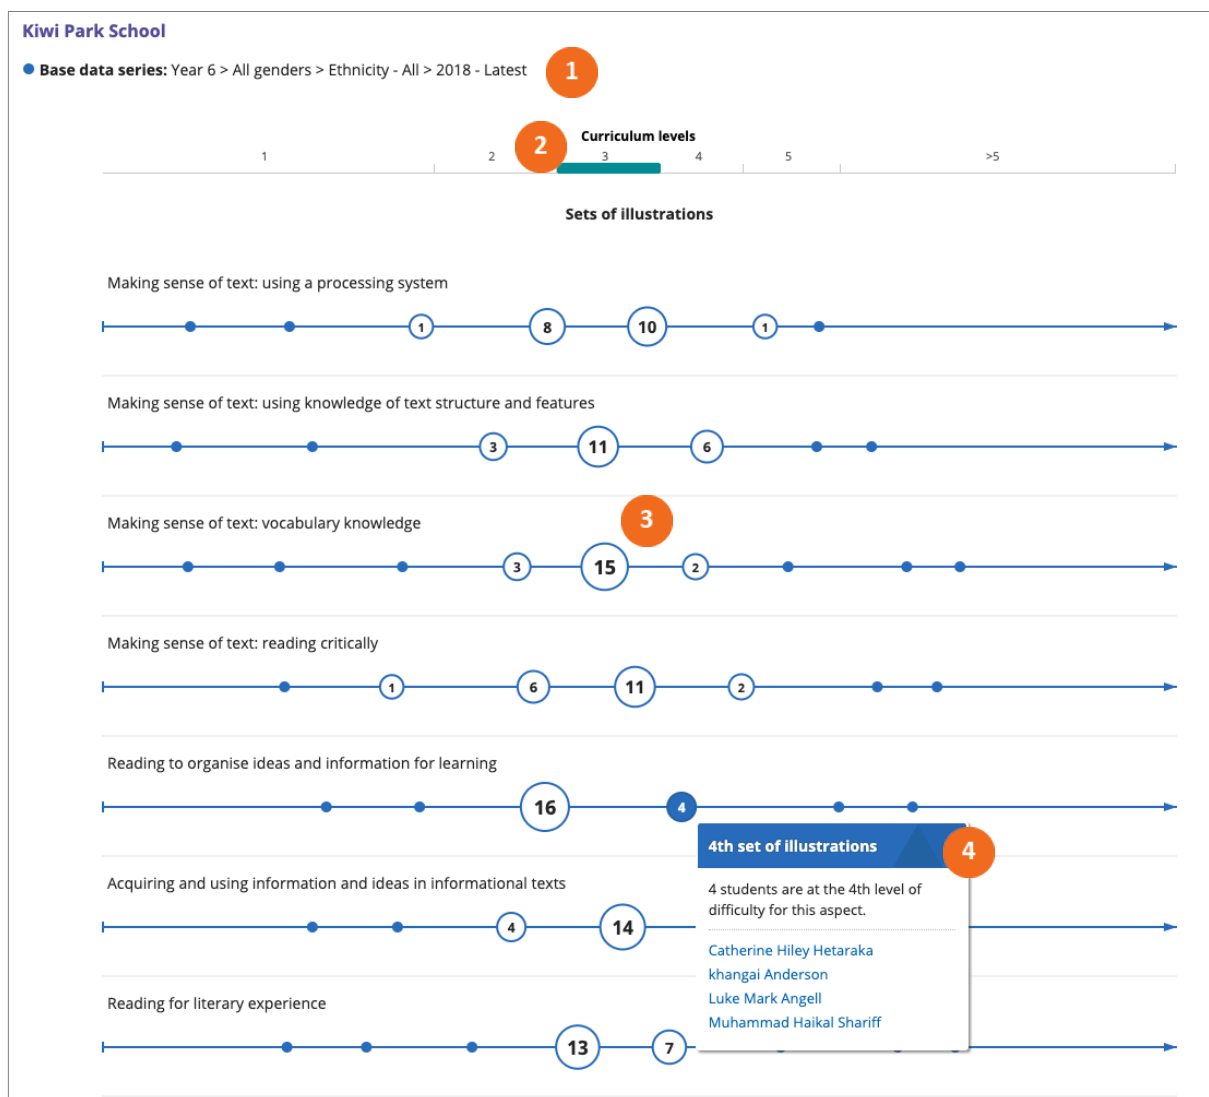 Kiwi Park School
Base data series: Year 6 > All genders > Ethnicity - All > 2018 - Latest
1
Curriculum levels
2
1 2 3 4 5 >5
Sets of illustrations
Making sense of text: using a processing system
1 8 10 1
Making sense of text: using knowledge of text structure and features
3 11 6
Making sense of text: vocabulary knowledge
3
3 15 2
Making sense of text: reading critically
1 6 11 2
Reading to organise ideas and information for learning
16 4
4th set of illustrations
4
4 students are at the 4th level of
difficulty for this aspect.
Catherine Hiley Hetaraka
khangai Anderson
Luke Mark Angell
Muhammad Haikal Shariff
Acquiring and using information and ideas in informational texts
4 14
Reading for literary experience
13 7